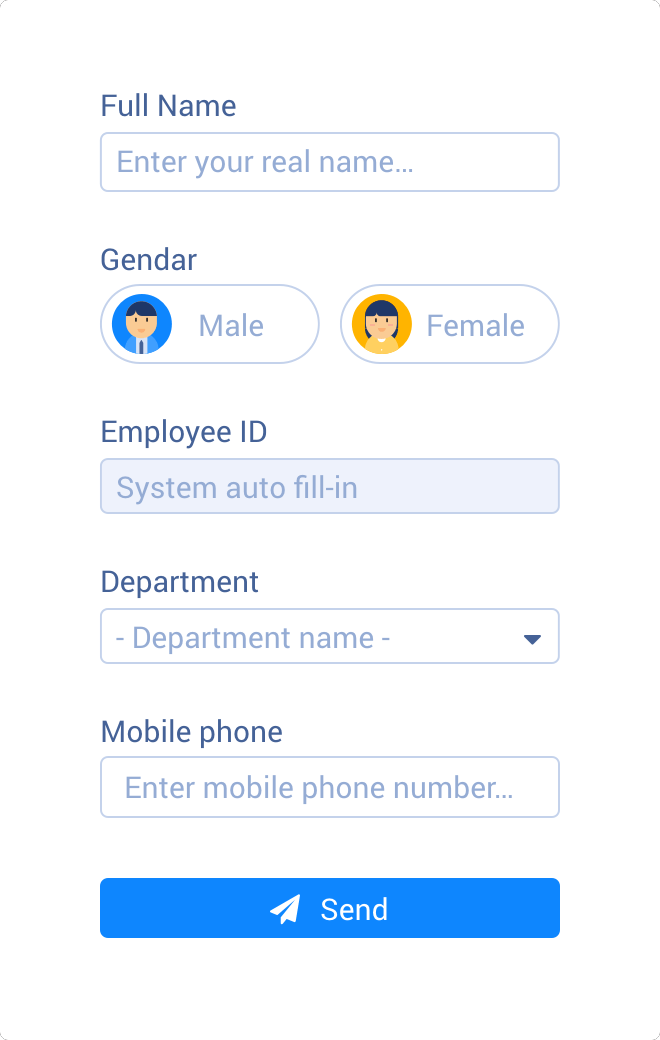 Full Name
Enter your real name...
Gendar
Male
Female
Employee ID
System auto fill-in
Department
- Department name -
Mobile phone
Enter mobile phone number...
Send